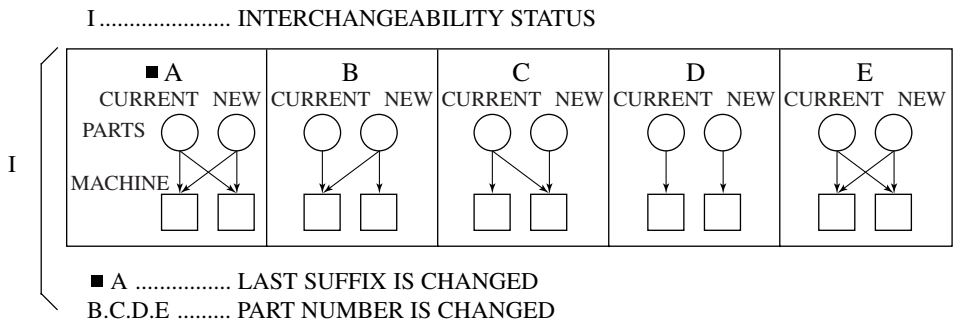 I ...................... INTERCHANGEABILITY STATUS
■ A B C D E
CURRENT NEW CURRENT NEW CURRENT NEW CURRENT NEW CURRENT NEW
PARTS
I
MACHINE
■ A ................ LAST SUFFIX IS CHANGED
B.C.D.E ......... PART NUMBER IS CHANGED